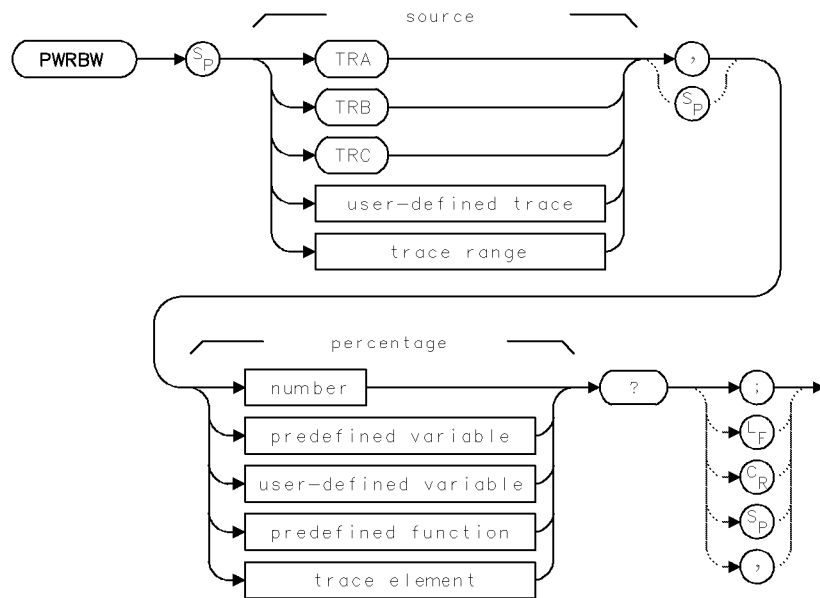 source
PWRBW SP TRA ,
TRB SP
TRC
user-defined trace
trace range
percentage
number ? ;
predefined variable LF
user-defined variable CR
predefined function SP
trace element ,